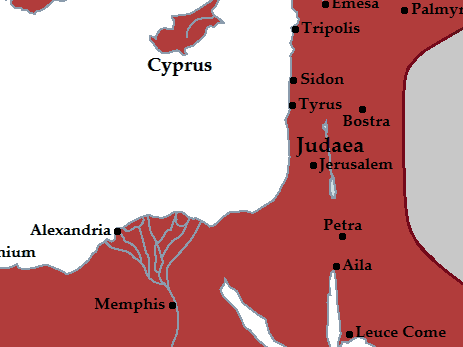 Emesa
Palmyr
Tripolis
Cyprus
Sidon
Tyrus
Bostra
Judaea
Jerusalem
Petra
Alexandria
nium
Aila
Memphis
Leuce Come